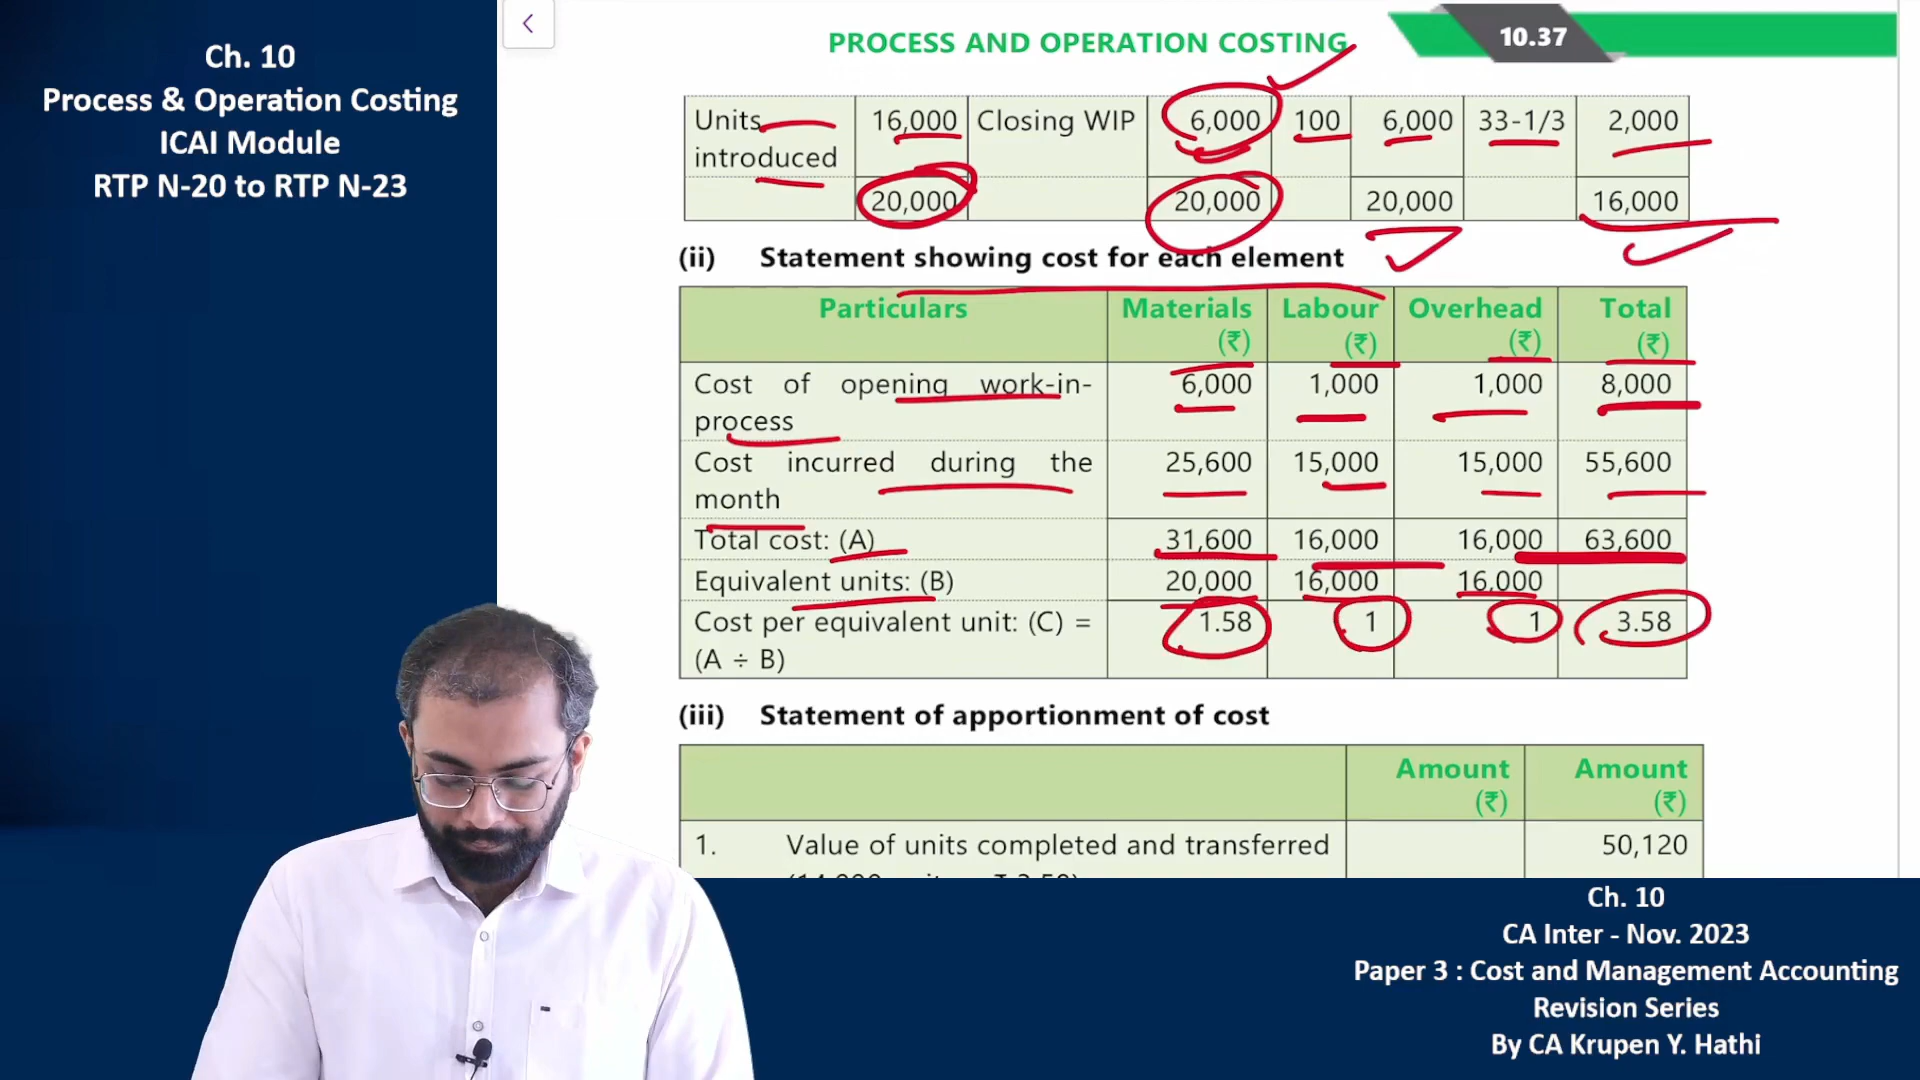 Ch. 10
Process & Operation Costing
ICAI Module
RTP N-20 to RTP N-23
PROCESS AND OPERATION COSTING
10.37
Units introduced 16,000 Closing WIP 6,000 100 6,000 33-1/3 2,000
20,000 20,000 20,000 16,000
(ii) Statement showing cost for each element
Particulars Materials (₹) Labour (₹) Overhead (₹) Total (₹)
Cost of opening work-in-process 6,000 1,000 1,000 8,000
Cost incurred during the month 25,600 15,000 15,000 55,600
Total cost: (A) 31,600 16,000 16,000 63,600
Equivalent units: (B) 20,000 16,000 16,000
Cost per equivalent unit: (C) = (A ÷ B) 1.58 1 1 3.58
(iii) Statement of apportionment of cost
Amount (₹) Amount (₹)
1. Value of units completed and transferred 50,120
Ch. 10
CA Inter - Nov. 2023
Paper 3 : Cost and Management Accounting
Revision Series
By CA Krupen Y. Hathi